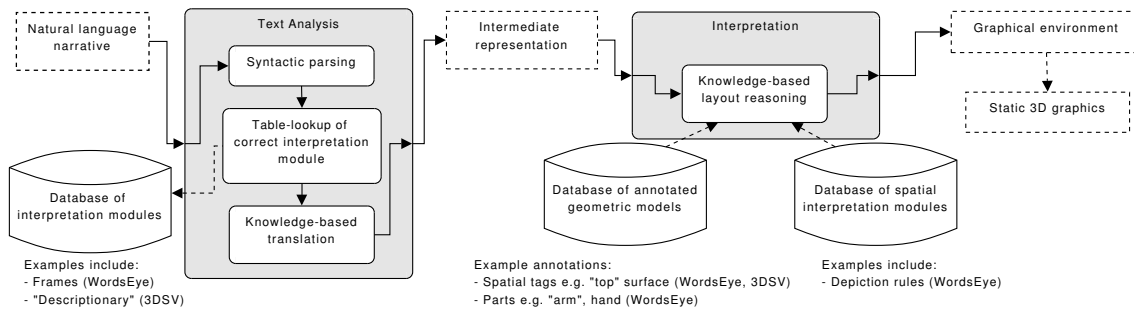 Natural language
narrative
Text Analysis
Syntactic parsing
Table-lookup of
correct interpretation
module
Knowledge-based
translation
Database of
interpretation modules
Examples include:
- Frames (WordsEye)
- "Descriptionary" (3DSV)
Intermediate
representation
Interpretation
Knowledge-based
layout reasoning
Database of annotated
geometric models
Example annotations:
- Spatial tags e.g. "top" surface (WordsEye, 3DSV)
- Parts e.g. "arm", hand (WordsEye)
Database of spatial
interpretation modules
Examples include:
- Depiction rules (WordsEye)
Graphical environment
Static 3D graphics